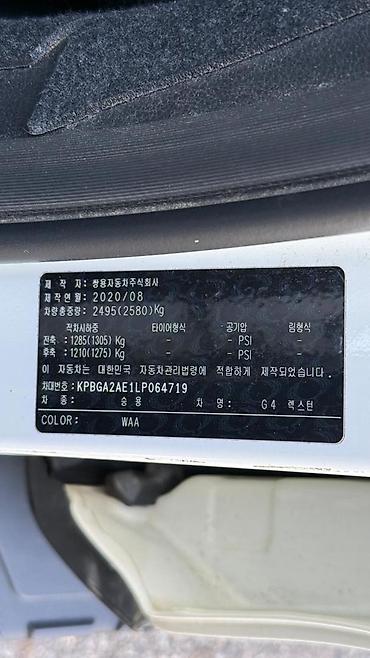 제 작 자: 쌍용자동차주식회사
제작연월: 2020/08
차량총중량: 2495(2580)Kg
적차시하중 타이어형식 공기압 림형식
전축: 1285(1305) Kg - - PSI -
후축: 1210(1275) Kg - - PSI -
이 자동차는 대한민국 자동차관리법령에 적합하게 제작되었습니다.
차대번호: KPBGA2AE1LP064719
차 종: 승용 차 명: G4 렉스턴
COLOR: WAA